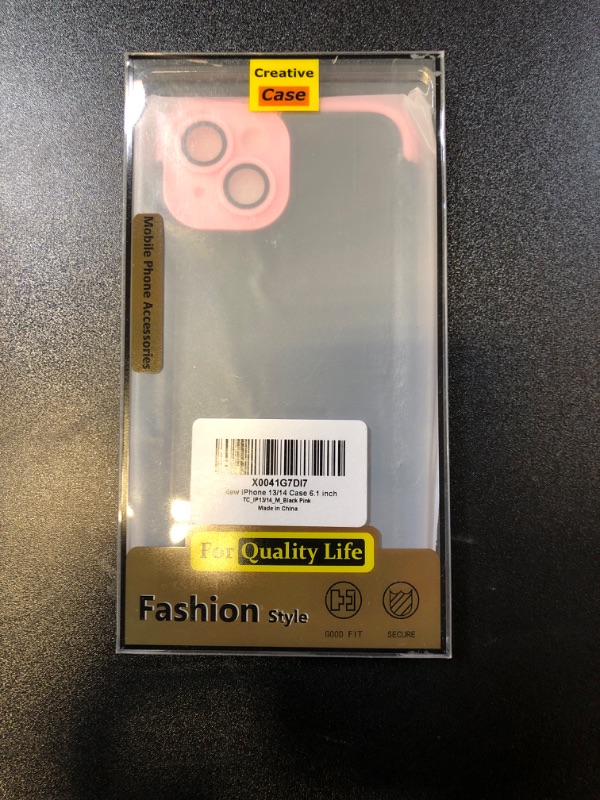 Creative
Case
Mobile Phone Accessories
X0041G7DI7
New iPhone 13/14 Case 6.1 inch
TC_IP13/14_M_Black Pink
Made in China
For Quality Life
Fashion Style
GOOD FIT
SECURE